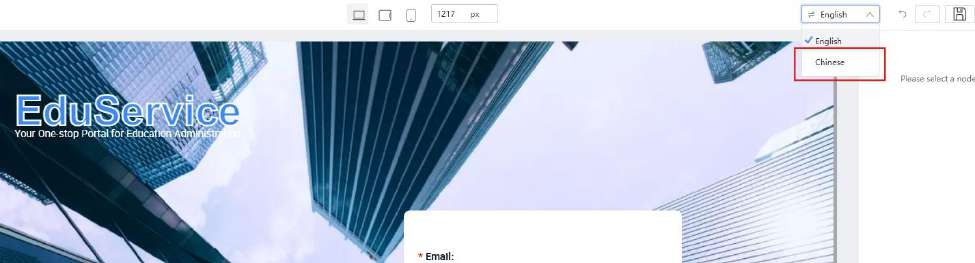 1217 px
English
English
Chinese
Please select a node
EduService
Your One-stop Portal for Education Administration
* Email: